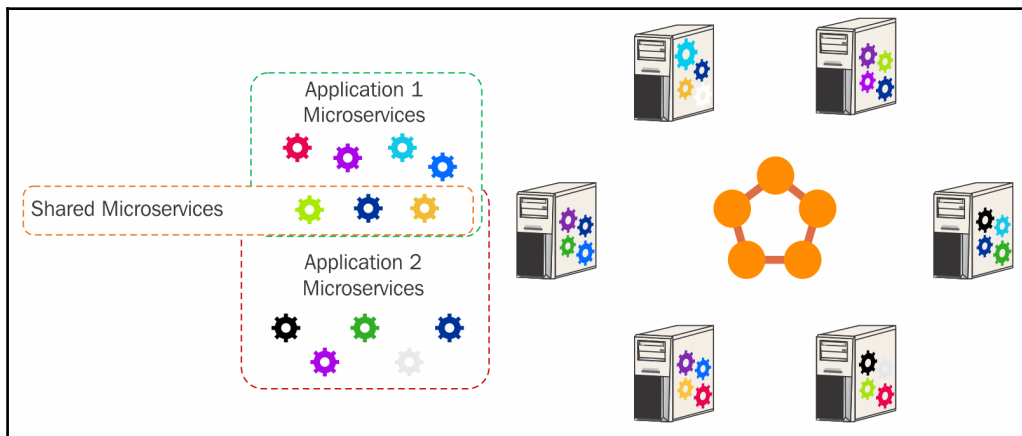 Application 1
Microservices
Shared Microservices
Application 2
Microservices